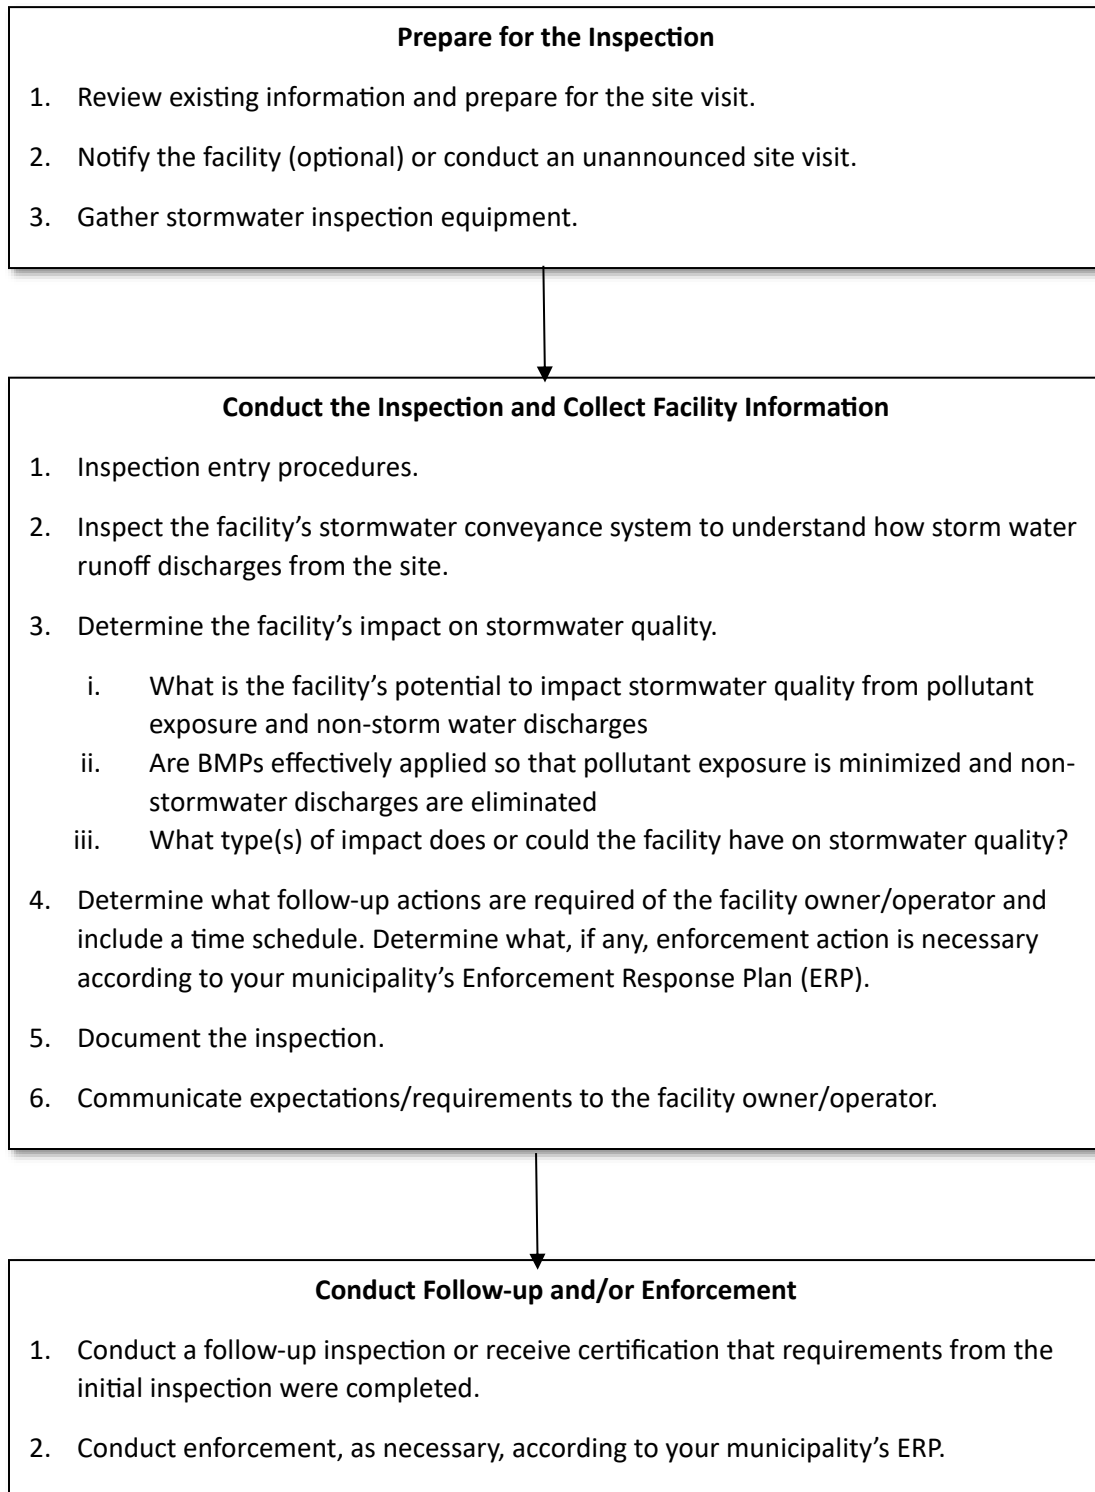 Prepare for the Inspection
1. Review existing information and prepare for the site visit.
2. Notify the facility (optional) or conduct an unannounced site visit.
3. Gather stormwater inspection equipment.
Conduct the Inspection and Collect Facility Information
1. Inspection entry procedures.
2. Inspect the facility’s stormwater conveyance system to understand how storm water
runoff discharges from the site.
3. Determine the facility’s impact on stormwater quality.
i. What is the facility’s potential to impact stormwater quality from pollutant
exposure and non-storm water discharges
ii. Are BMPs effectively applied so that pollutant exposure is minimized and non-
stormwater discharges are eliminated
iii. What type(s) of impact does or could the facility have on stormwater quality?
4. Determine what follow-up actions are required of the facility owner/operator and
include a time schedule. Determine what, if any, enforcement action is necessary
according to your municipality’s Enforcement Response Plan (ERP).
5. Document the inspection.
6. Communicate expectations/requirements to the facility owner/operator.
Conduct Follow-up and/or Enforcement
1. Conduct a follow-up inspection or receive certification that requirements from the
initial inspection were completed.
2. Conduct enforcement, as necessary, according to your municipality’s ERP.